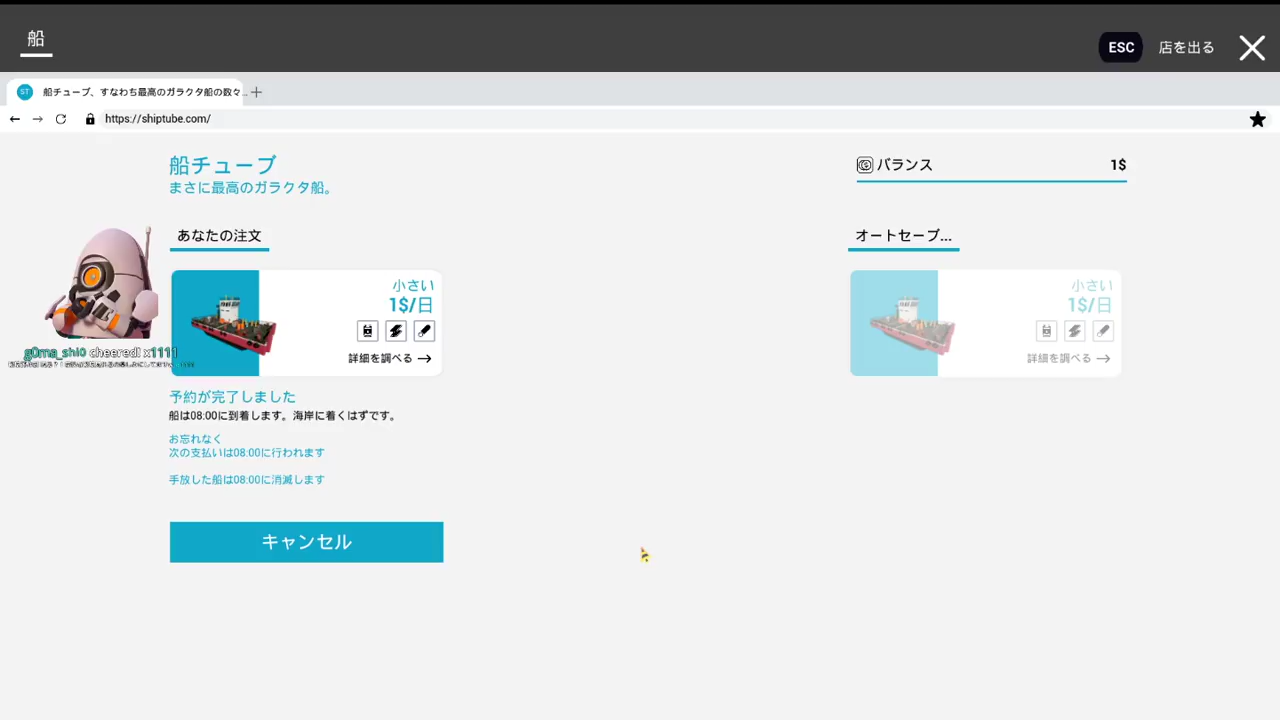 船
ESC 店を出る
ST 船チューブ、すなわち最高のガラクタ船の数々...
https://shiptube.com/
船チューブ
まさに最高のガラクタ船。
バランス 1$
あなたの注文
オートセーブ...
小さい
1$/日
詳細を調べる →
小さい
1$/日
詳細を調べる →
g0ma_shi0 cheered! x1111
予約が完了しました
船は08:00に到着します。海岸に着くはずです。
お忘れなく
次の支払いは08:00に行われます
手放した船は08:00に消滅します
キャンセル